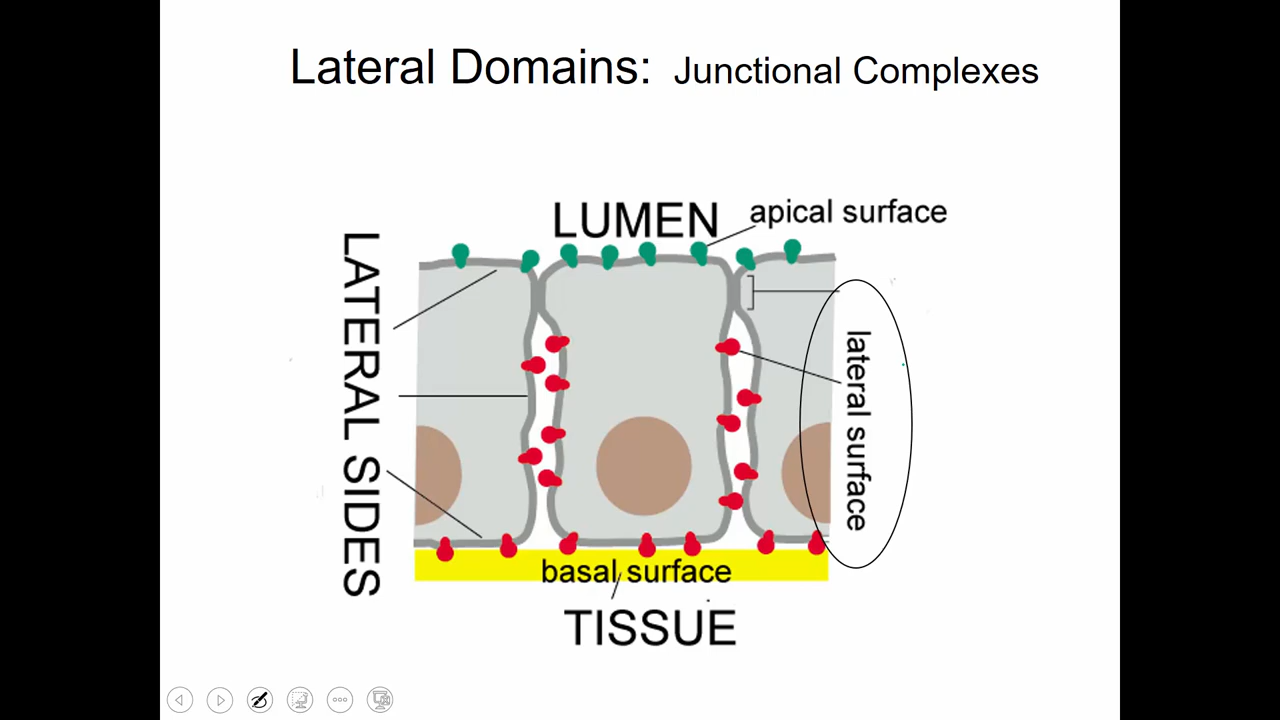 Lateral Domains: Junctional Complexes
LUMEN
apical surface
LATERAL SIDES
lateral surface
basal surface
TISSUE